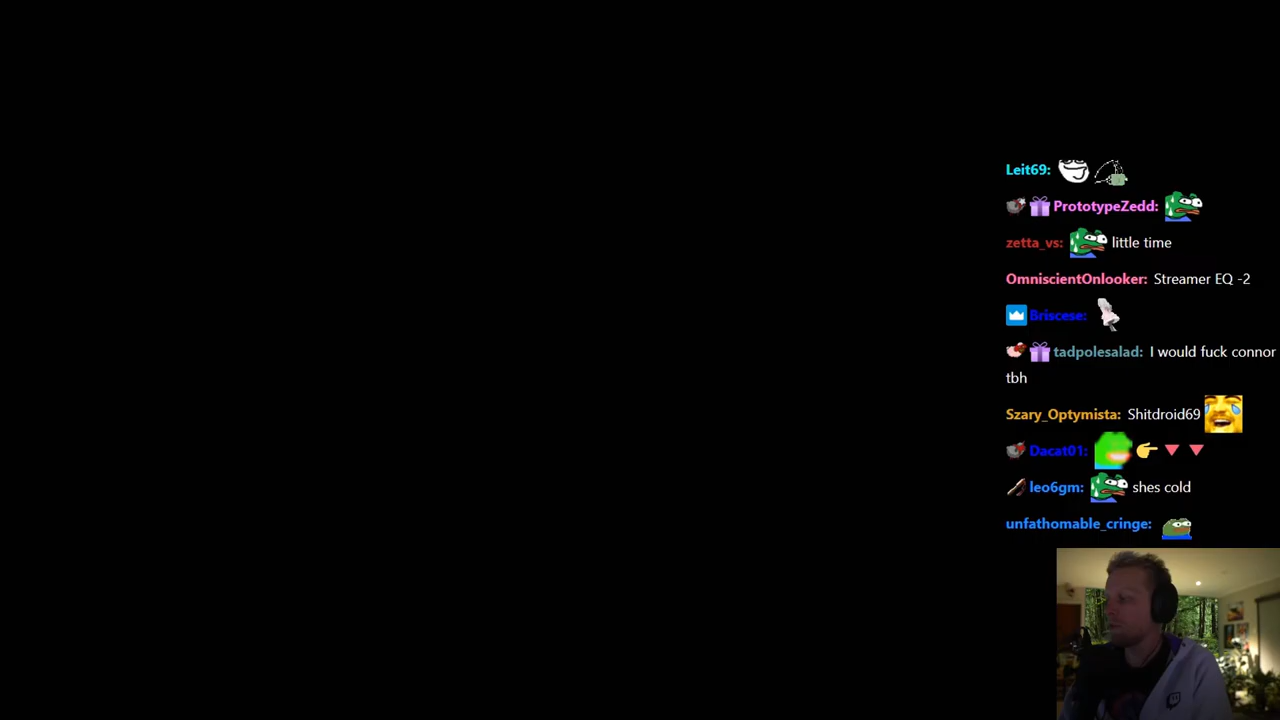 Leit69:
PrototypeZedd:
zetta_vs: little time
OmniscientOnlooker: Streamer EQ -2
Briscese:
tadpolesalad: I would fuck connor
tbh
Szary_Optymista: Shitdroid69
Dacat01:
leo6gm: shes cold
unfathomable_cringe: